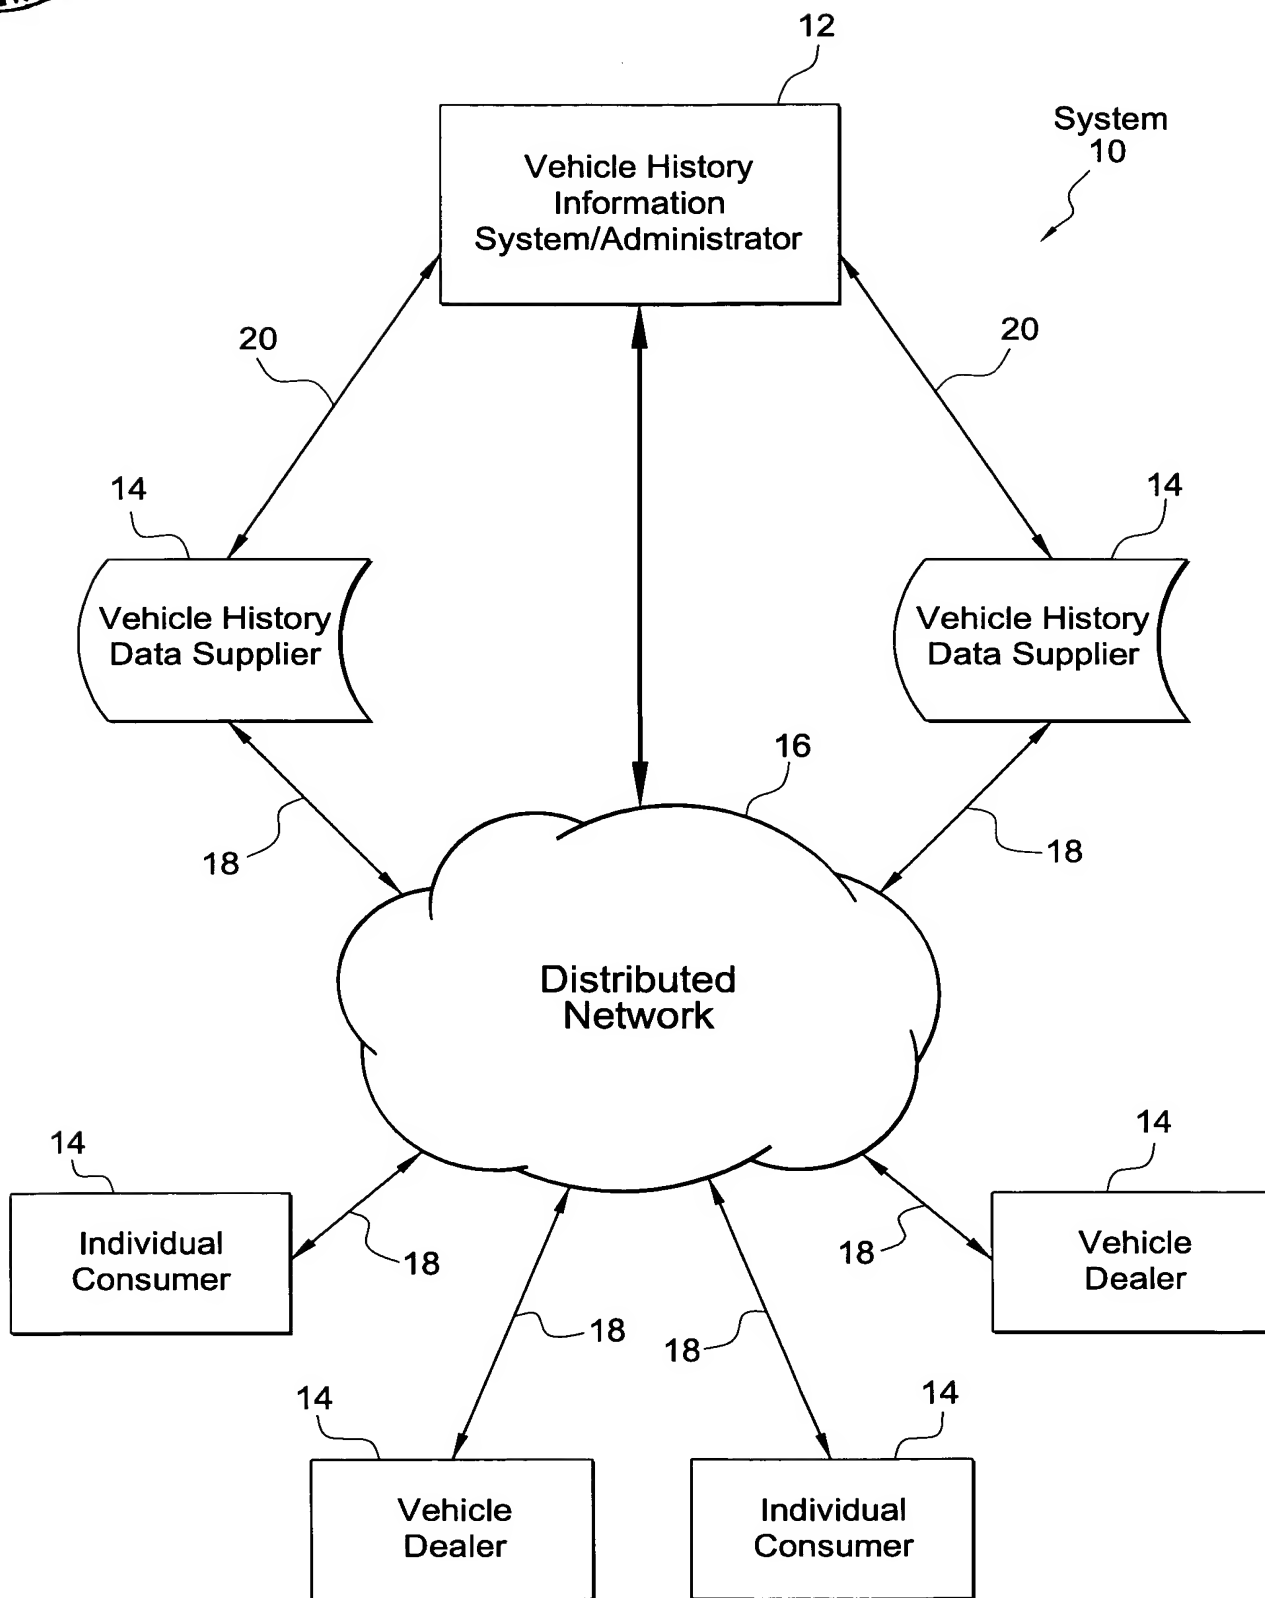 12
System
10
Vehicle History
Information
System/Administrator
20
20
14
14
Vehicle History
Data Supplier
Vehicle History
Data Supplier
16
18
18
Distributed
Network
14
14
Individual
Consumer
18
18
Vehicle
Dealer
18
18
14
14
Vehicle
Dealer
Individual
Consumer